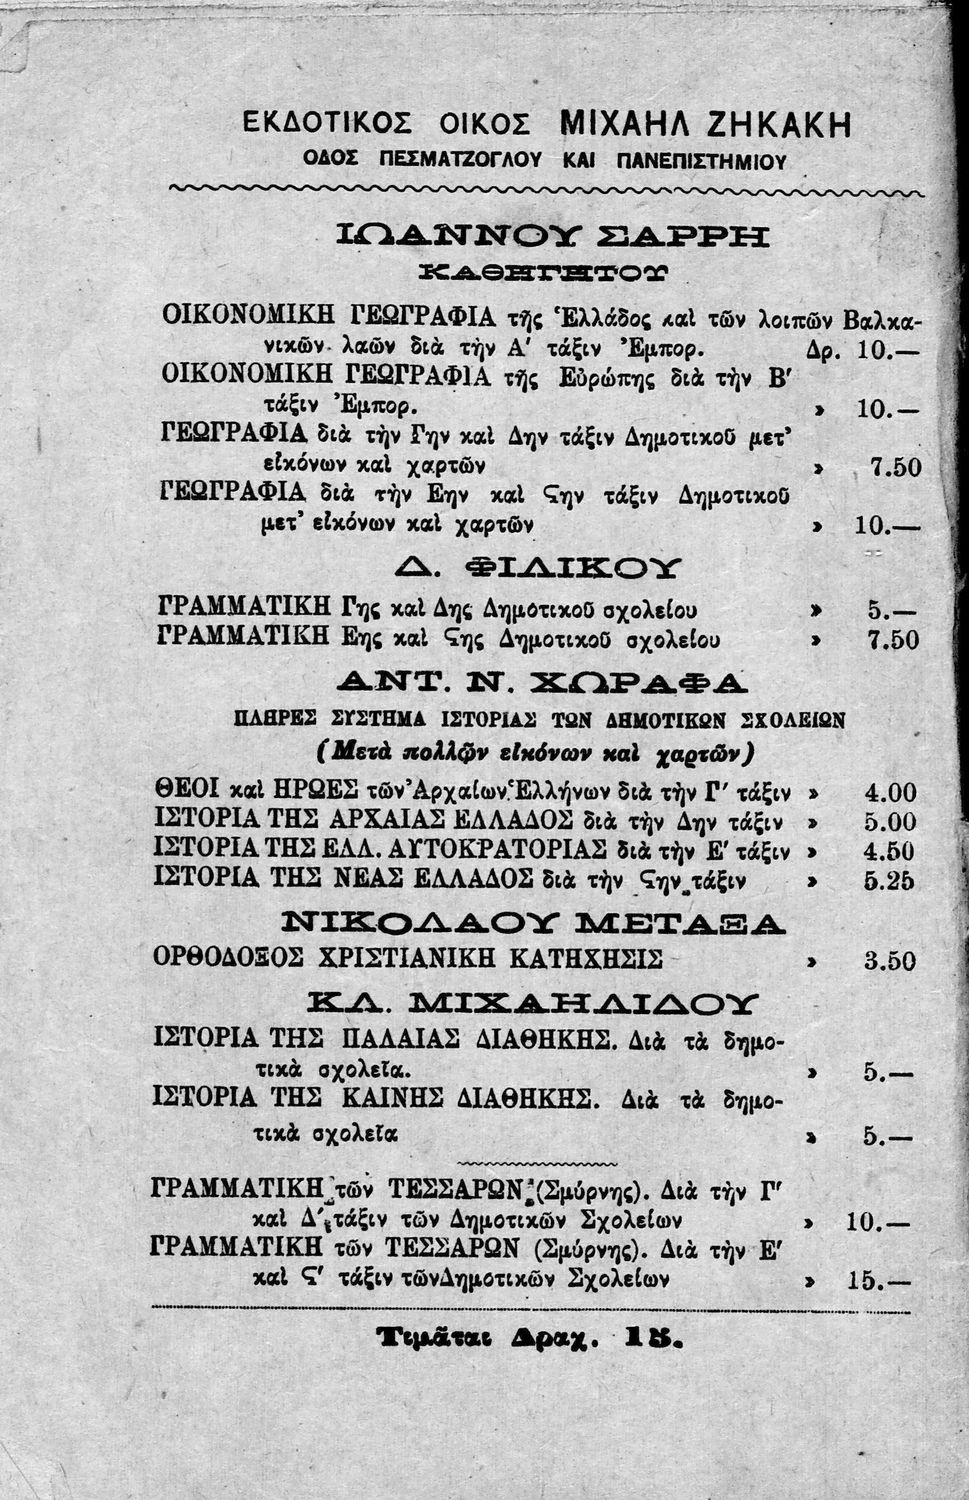 ΕΚΔΟΤΙΚΟΣ ΟΙΚΟΣ ΜΙΧΑΗΛ ΖΗΚΑΚΗ
ΟΔΟΣ ΠΕΣΜΑΤΖΟΓΛΟΥ ΚΑΙ ΠΑΝΕΠΙΣΤΗΜΙΟΥ
ΙΩΑΝΝΟΥ ΣΑΡΡΗ
ΚΑΘΗΓΗΤΟΥ
ΟΙΚΟΝΟΜΙΚΗ ΓΕΩΓΡΑΦΙΑ τῆς Ἑλλάδος καὶ τῶν λοιπῶν Βαλκα-
νικῶν λαῶν διὰ τὴν Α′ τάξιν Ἐμπορ. Δρ. 10.—
ΟΙΚΟΝΟΜΙΚΗ ΓΕΩΓΡΑΦΙΑ τῆς Εὐρώπης διὰ τὴν Β′
τάξιν Ἐμπορ. » 10.—
ΓΕΩΓΡΑΦΙΑ διὰ τὴν Γην καὶ Δην τάξιν Δημοτικοῦ μετ’
εἰκόνων καὶ χαρτῶν » 7.50
ΓΕΩΓΡΑΦΙΑ διὰ τὴν Εην καὶ Ϛην τάξιν Δημοτικοῦ
μετ’ εἰκόνων καὶ χαρτῶν » 10.—
Δ. ΦΙΛΙΚΟΥ
ΓΡΑΜΜΑΤΙΚΗ Γης καὶ Δης Δημοτικοῦ σχολείου » 5.—
ΓΡΑΜΜΑΤΙΚΗ Εης καὶ Ϛης Δημοτικοῦ σχολείου » 7.50
ΑΝΤ. Ν. ΧΩΡΑΦΑ
ΠΛΗΡΕΣ ΣΥΣΤΗΜΑ ΙΣΤΟΡΙΑΣ ΤΩΝ ΔΗΜΟΤΙΚΩΝ ΣΧΟΛΕΙΩΝ
(Μετὰ πολλῶν εἰκόνων καὶ χαρτῶν)
ΘΕΟΙ καὶ ΗΡΩΕΣ τῶν Ἀρχαίων Ἑλλήνων διὰ τὴν Γ′ τάξιν » 4.00
ΙΣΤΟΡΙΑ ΤΗΣ ΑΡΧΑΙΑΣ ΕΛΛΑΔΟΣ διὰ τὴν Δην τάξιν » 5.00
ΙΣΤΟΡΙΑ ΤΗΣ ΕΛΛ. ΑΥΤΟΚΡΑΤΟΡΙΑΣ διὰ τὴν Ε′ τάξιν » 4.50
ΙΣΤΟΡΙΑ ΤΗΣ ΝΕΑΣ ΕΛΛΑΔΟΣ διὰ τὴν Ϛην τάξιν » 5.25
ΝΙΚΟΛΑΟΥ ΜΕΤΑΞΑ
ΟΡΘΟΔΟΞΟΣ ΧΡΙΣΤΙΑΝΙΚΗ ΚΑΤΗΧΗΣΙΣ » 3.50
ΚΛ. ΜΙΧΑΗΛΙΔΟΥ
ΙΣΤΟΡΙΑ ΤΗΣ ΠΑΛΑΙΑΣ ΔΙΑΘΗΚΗΣ. Διὰ τὰ δημο-
τικὰ σχολεῖα. » 5.—
ΙΣΤΟΡΙΑ ΤΗΣ ΚΑΙΝΗΣ ΔΙΑΘΗΚΗΣ. Διὰ τὰ δημο-
τικὰ σχολεῖα » 5.—
ΓΡΑΜΜΑΤΙΚΗ τῶν ΤΕΣΣΑΡΩΝ (Σμύρνης). Διὰ τὴν Γ′
καὶ Δ′ τάξιν τῶν Δημοτικῶν Σχολείων » 10.—
ΓΡΑΜΜΑΤΙΚΗ τῶν ΤΕΣΣΑΡΩΝ (Σμύρνης). Διὰ τὴν Ε′
καὶ Ϛ′ τάξιν τῶν Δημοτικῶν Σχολείων » 15.—
Τιμᾶται Δραχ. 15.